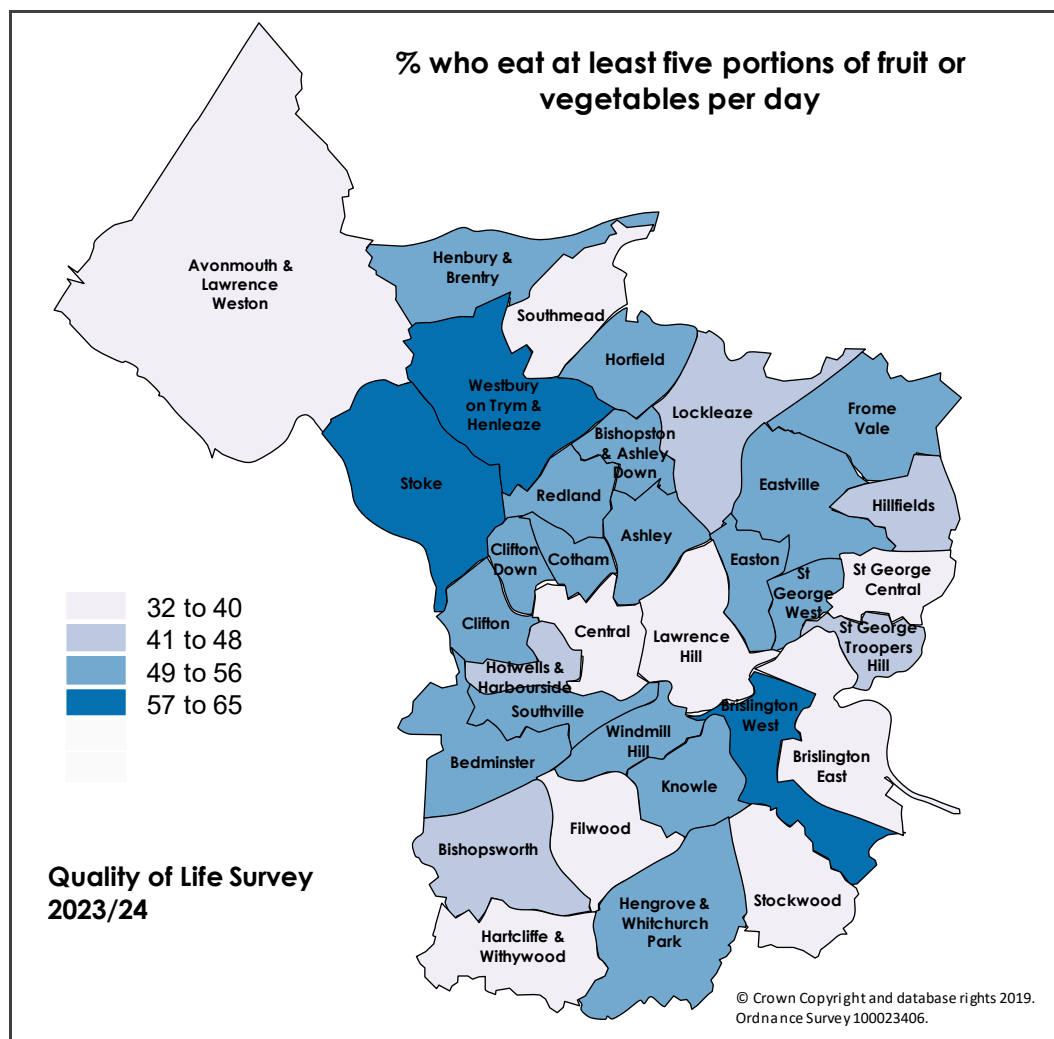 % who eat at least five portions of fruit or
vegetables per day
Avonmouth &
Lawrence
Weston
Henbury &
Brentry
Southmead
Horfield
Westbury
on Trym &
Henleaze
Lockleaze
Frome
Vale
Bishopston
& Ashley
Down
Stoke
Redland
Eastville
Hillfields
Clifton
Down
Cotham
Ashley
Easton
St
George
West
St George
Central
32 to 40
41 to 48
49 to 56
57 to 65
Clifton
Central
Lawrence
Hill
St George
Troopers
Hill
Hotwells &
Harbourside
Southville
Brislington
West
Windmill
Hill
Bedminster
Knowle
Brislington
East
Filwood
Bishopsworth
Quality of Life Survey
2023/24
Stockwood
Hengrove &
Whitchurch
Park
Hartcliffe &
Withywood
© Crown Copyright and database rights 2019.
Ordnance Survey 100023406.